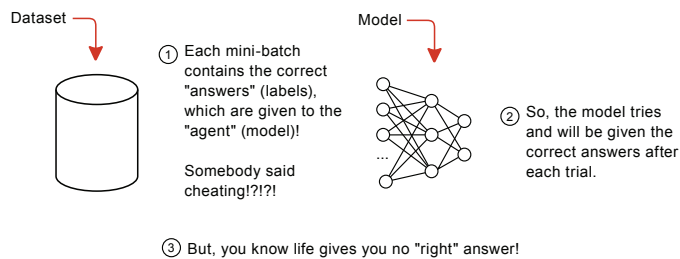 Dataset
1 Each mini-batch
contains the correct
"answers" (labels),
which are given to the
"agent" (model)!
Somebody said
cheating!?!?!
Model
...
2 So, the model tries
and will be given the
correct answers after
each trial.
3 But, you know life gives you no "right" answer!